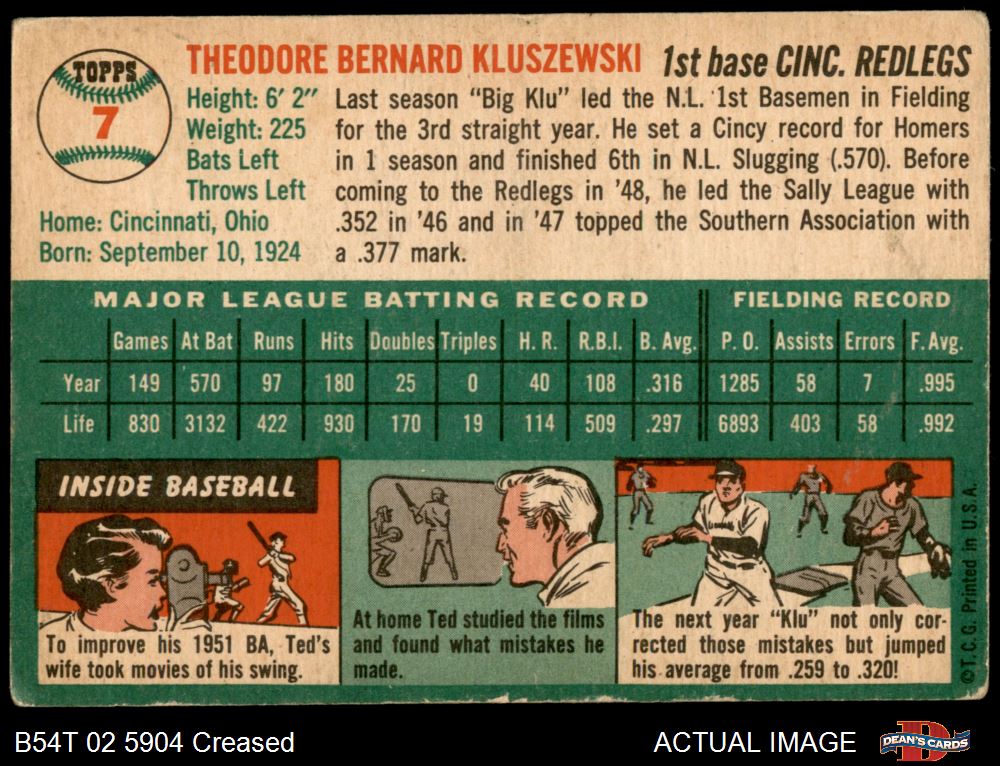 TOPPS
7
THEODORE BERNARD KLUSZEWSKI 1st base CINC. REDLEGS
Height: 6' 2"
Weight: 225
Bats Left
Throws Left
Home: Cincinnati, Ohio
Born: September 10, 1924
Last season "Big Klu" led the N.L. 1st Basemen in Fielding
for the 3rd straight year. He set a Cincy record for Homers
in 1 season and finished 6th in N.L. Slugging (.570). Before
coming to the Redlegs in '48, he led the Sally League with
.352 in '46 and in '47 topped the Southern Association with
a .377 mark.
MAJOR LEAGUE BATTING RECORD FIELDING RECORD
Games At Bat Runs Hits Doubles Triples H. R. R.B.I. B. Avg. P. O. Assists Errors F. Avg.
Year 149 570 97 180 25 0 40 108 .316 1285 58 7 .995
Life 830 3132 422 930 170 19 114 509 .297 6893 403 58 .992
INSIDE BASEBALL
To improve his 1951 BA, Ted's
wife took movies of his swing.
At home Ted studied the films
and found what mistakes he
made.
The next year "Klu" not only cor-
rected those mistakes but jumped
his average from .259 to .320!
©T.C.G. Printed in U.S.A.
B54T 02 5904 Creased
ACTUAL IMAGE
DEAN'S CARDS